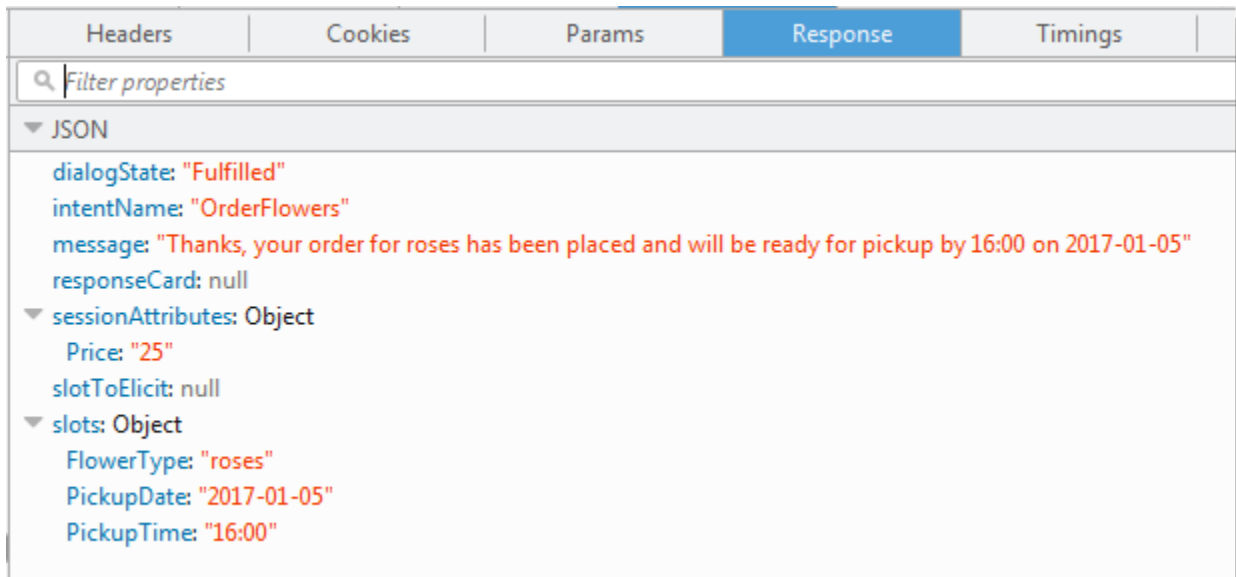 Headers Cookies Params Response Timings
Filter properties
JSON
dialogState: "Fulfilled"
intentName: "OrderFlowers"
message: "Thanks, your order for roses has been placed and will be ready for pickup by 16:00 on 2017-01-05"
responseCard: null
sessionAttributes: Object
Price: "25"
slotToElicit: null
slots: Object
FlowerType: "roses"
PickupDate: "2017-01-05"
PickupTime: "16:00"